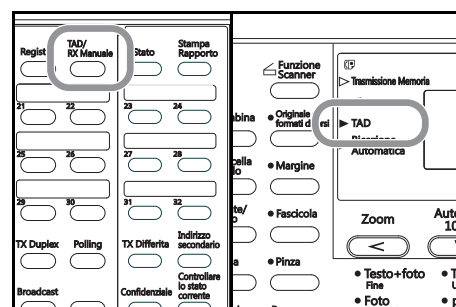 Regist
TAD/
RX Manuale
Stato
Stampa
Rapporto
21
22
23
24
25
26
27
28
29
30
31
32
TX Duplex
Polling
TX Differita
Indirizzo
secondario
Broadcast
Confidenziale
Controllare
lo stato
corrente
Funzione
Scanner
Originale
formati d
rsi
Margine
Fascicola
Pinza
Trasmissione Memoria
TAD
Ricezione
Automatica
Zoom
Testo+foto
Fine
Foto